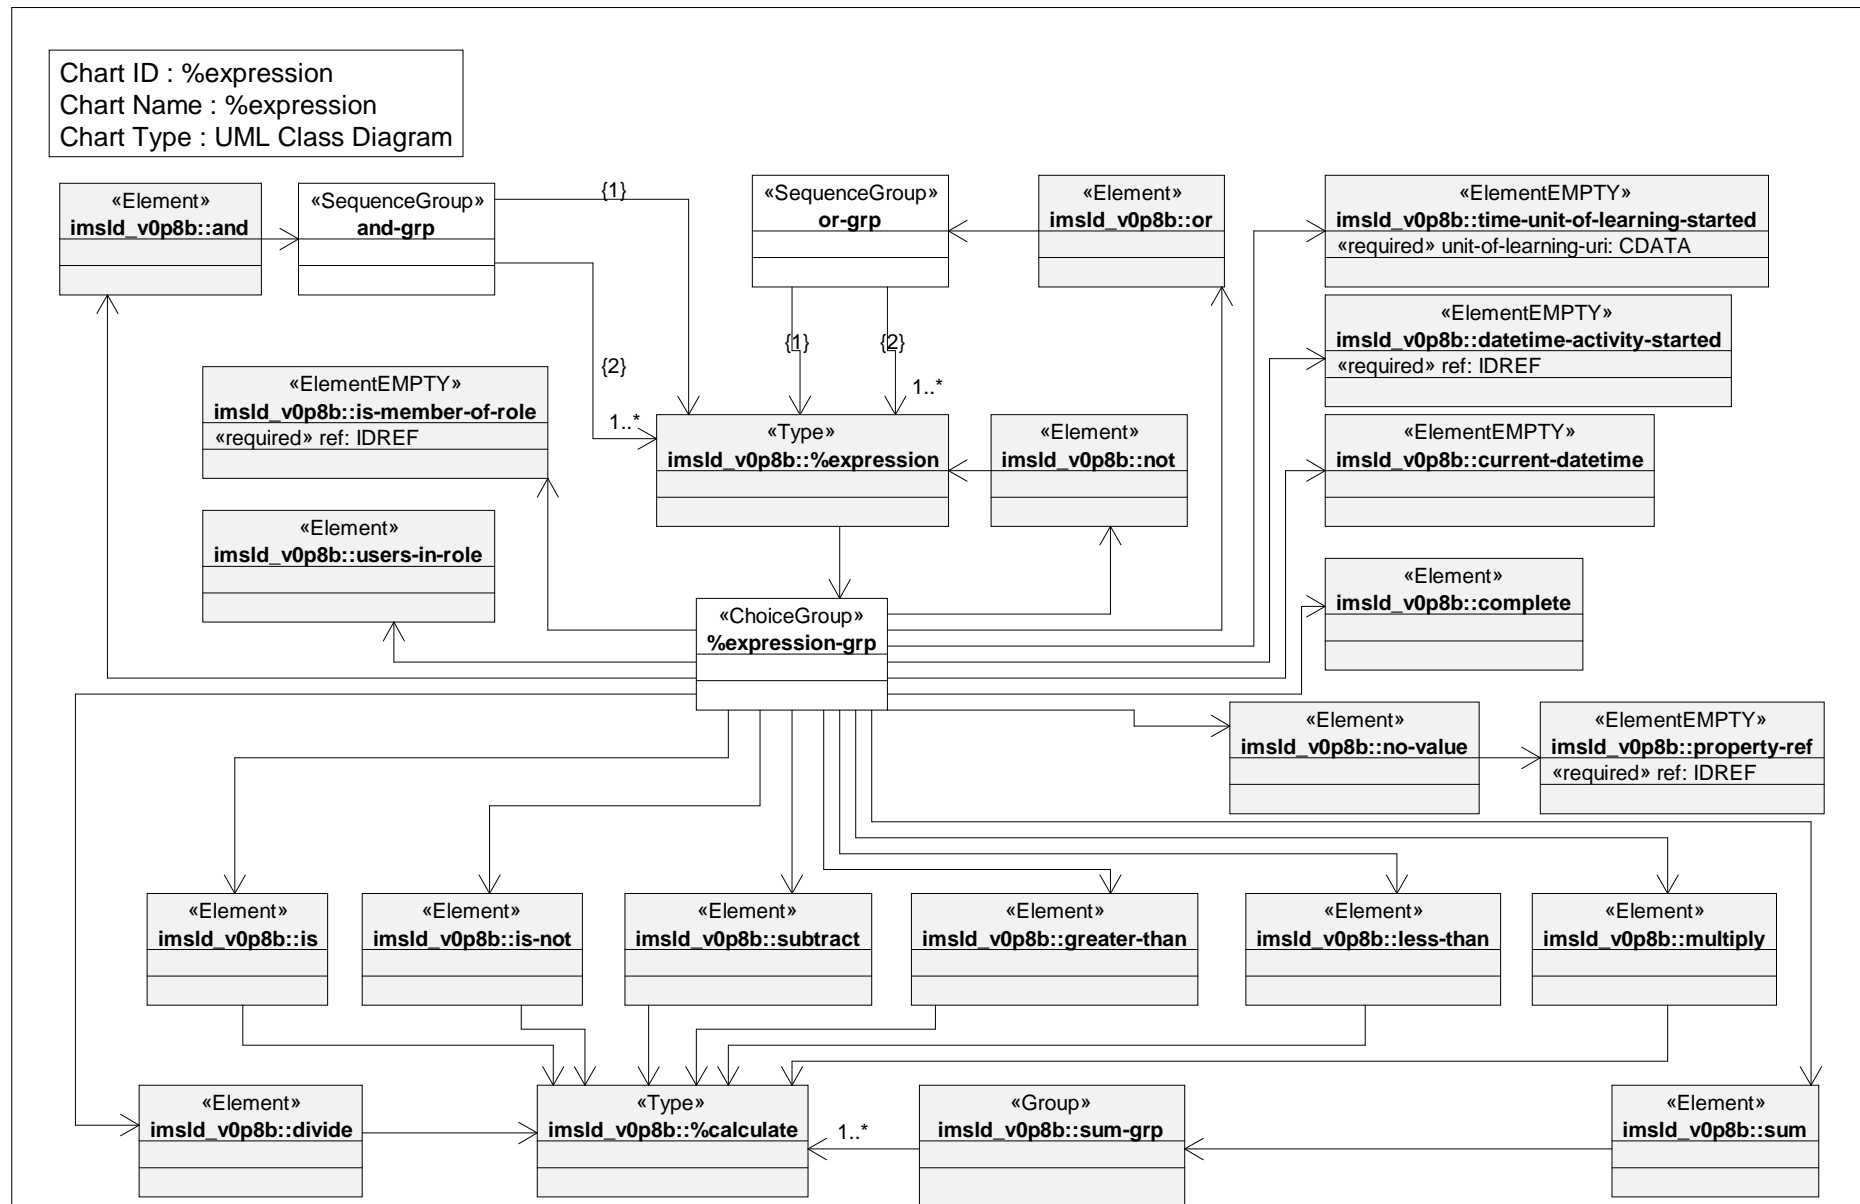 Chart ID : %expression
Chart Name : %expression
Chart Type : UML Class Diagram
«Element»
imsld_v0p8b::and
«SequenceGroup»
and-grp
{1}
{2}
1..*
«SequenceGroup»
or-grp
{1}
{2}
1..*
«Element»
imsld_v0p8b::or
«ElementEMPTY»
imsld_v0p8b::time-unit-of-learning-started
«required» unit-of-learning-uri: CDATA
«ElementEMPTY»
imsld_v0p8b::datetime-activity-started
«required» ref: IDREF
«ElementEMPTY»
imsld_v0p8b::is-member-of-role
«required» ref: IDREF
«Type»
imsld_v0p8b::%expression
«Element»
imsld_v0p8b::not
«ElementEMPTY»
imsld_v0p8b::current-datetime
«Element»
imsld_v0p8b::users-in-role
«ChoiceGroup»
%expression-grp
«Element»
imsld_v0p8b::complete
«Element»
imsld_v0p8b::no-value
«ElementEMPTY»
imsld_v0p8b::property-ref
«required» ref: IDREF
«Element»
imsld_v0p8b::is
«Element»
imsld_v0p8b::is-not
«Element»
imsld_v0p8b::subtract
«Element»
imsld_v0p8b::greater-than
«Element»
imsld_v0p8b::less-than
«Element»
imsld_v0p8b::multiply
«Element»
imsld_v0p8b::divide
«Type»
imsld_v0p8b::%calculate
1..*
«Group»
imsld_v0p8b::sum-grp
«Element»
imsld_v0p8b::sum